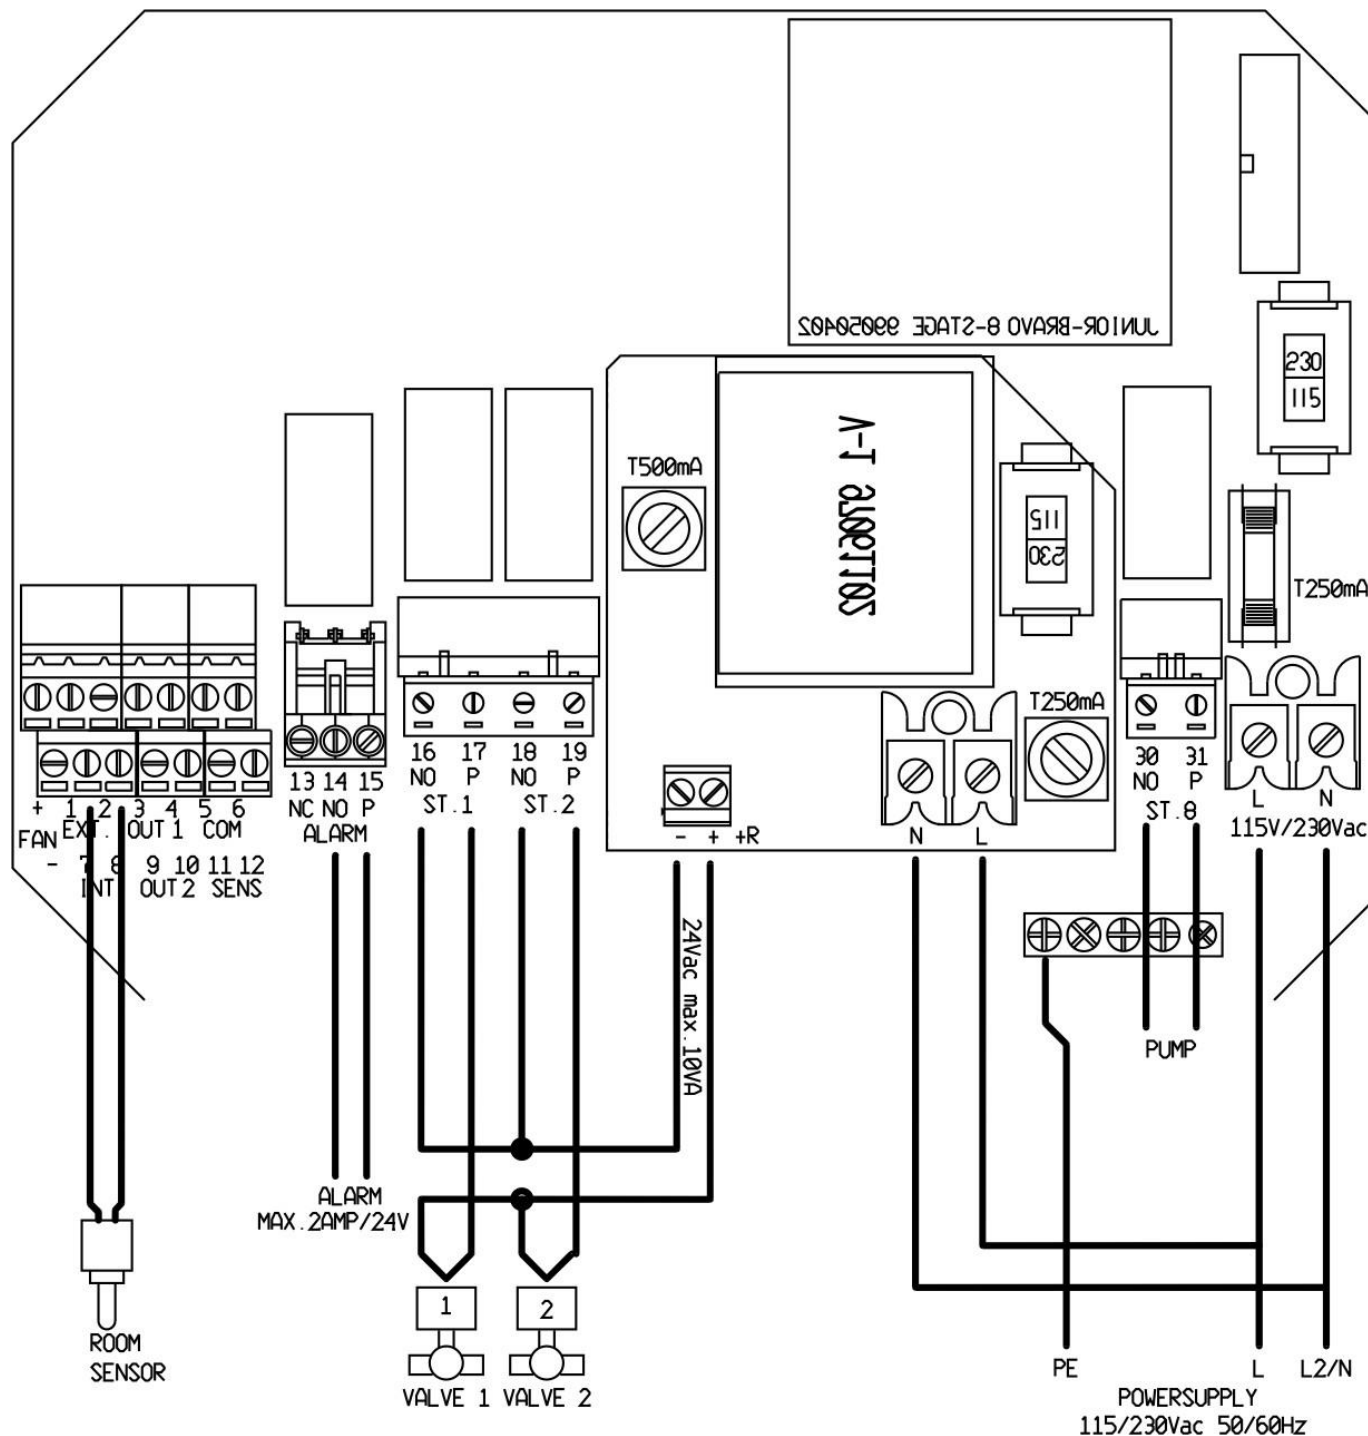 JUNIOR-BRAVO 8-STAGE 99050402
230
115
T500mA
V-1 97061102
115
230
T250mA
T250mA
16 17 18 19
NO P NO P
ST.1 ST.2
30 31
NO P
ST.8
13 14 15
NC NO P
ALARM
+ 1 2 3 4 5 6
FAN EXT. OUT 1 COM
- 7 8 9 10 11 12
INT OUT 2 SENS
- + +R
N L
L N
115V/230Vac
24Vac max.10VA
PUMP
ALARM
MAX.2AMP/24V
1 2
ROOM
SENSOR
VALVE 1 VALVE 2
PE L L2/N
POWERSUPPLY
115/230Vac 50/60Hz